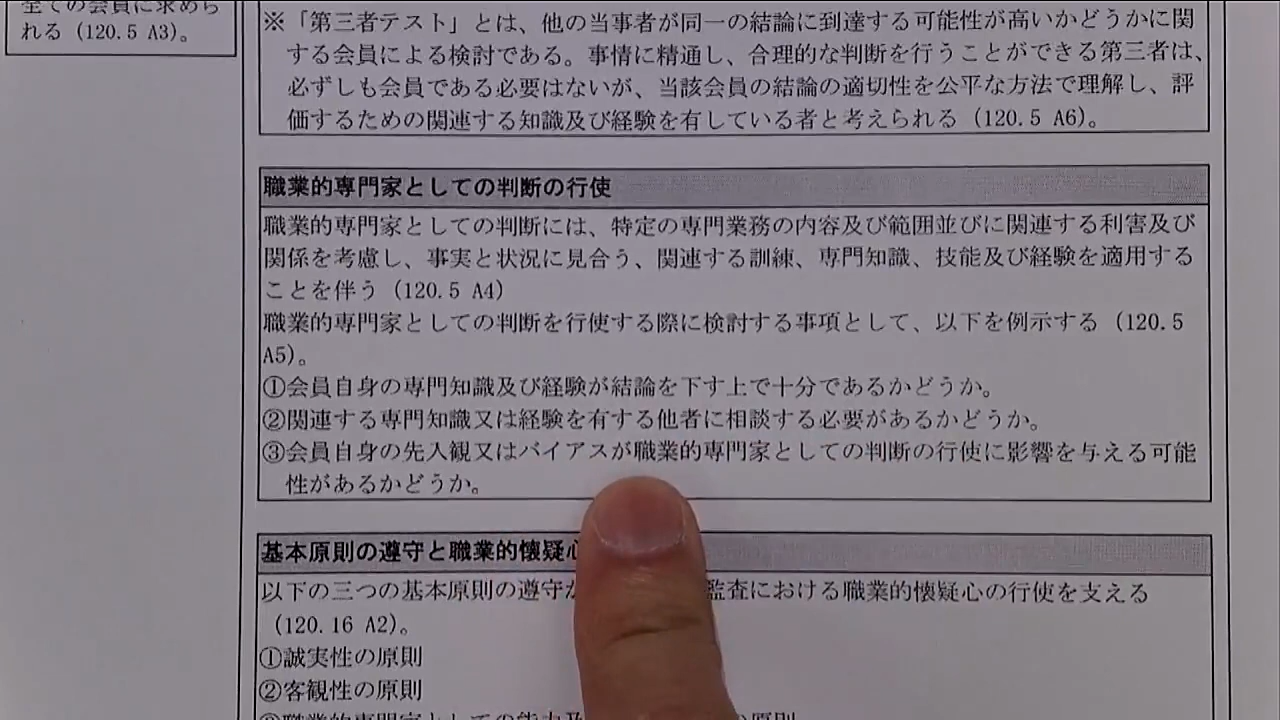 全ての会員に求めら
れる (120.5 A3)。
※「第三者テスト」とは、他の当事者が同一の結論に到達する可能性が高いかどうかに関
する会員による検討である。事情に精通し、合理的な判断を行うことができる第三者は、
必ずしも会員である必要はないが、当該会員の結論の適切性を公平な方法で理解し、評
価するための関連する知識及び経験を有している者と考えられる (120.5 A6)。
職業的専門家としての判断の行使
職業的専門家としての判断には、特定の専門業務の内容及び範囲並びに関連する利害及び
関係を考慮し、事実と状況に見合う、関連する訓練、専門知識、技能及び経験を適用する
ことを伴う (120.5 A4)
職業的専門家としての判断を行使する際に検討する事項として、以下を例示する (120.5
A5)。
①会員自身の専門知識及び経験が結論を下す上で十分であるかどうか。
②関連する専門知識又は経験を有する他者に相談する必要があるかどうか。
③会員自身の先入観又はバイアスが職業的専門家としての判断の行使に影響を与える可能
性があるかどうか。
基本原則の遵守と職業的懐疑心
以下の三つの基本原則の遵守が 監査における職業的懐疑心の行使を支える
(120.16 A2)。
①誠実性の原則
②客観性の原則
③職業的専門家としての能力及 の原則